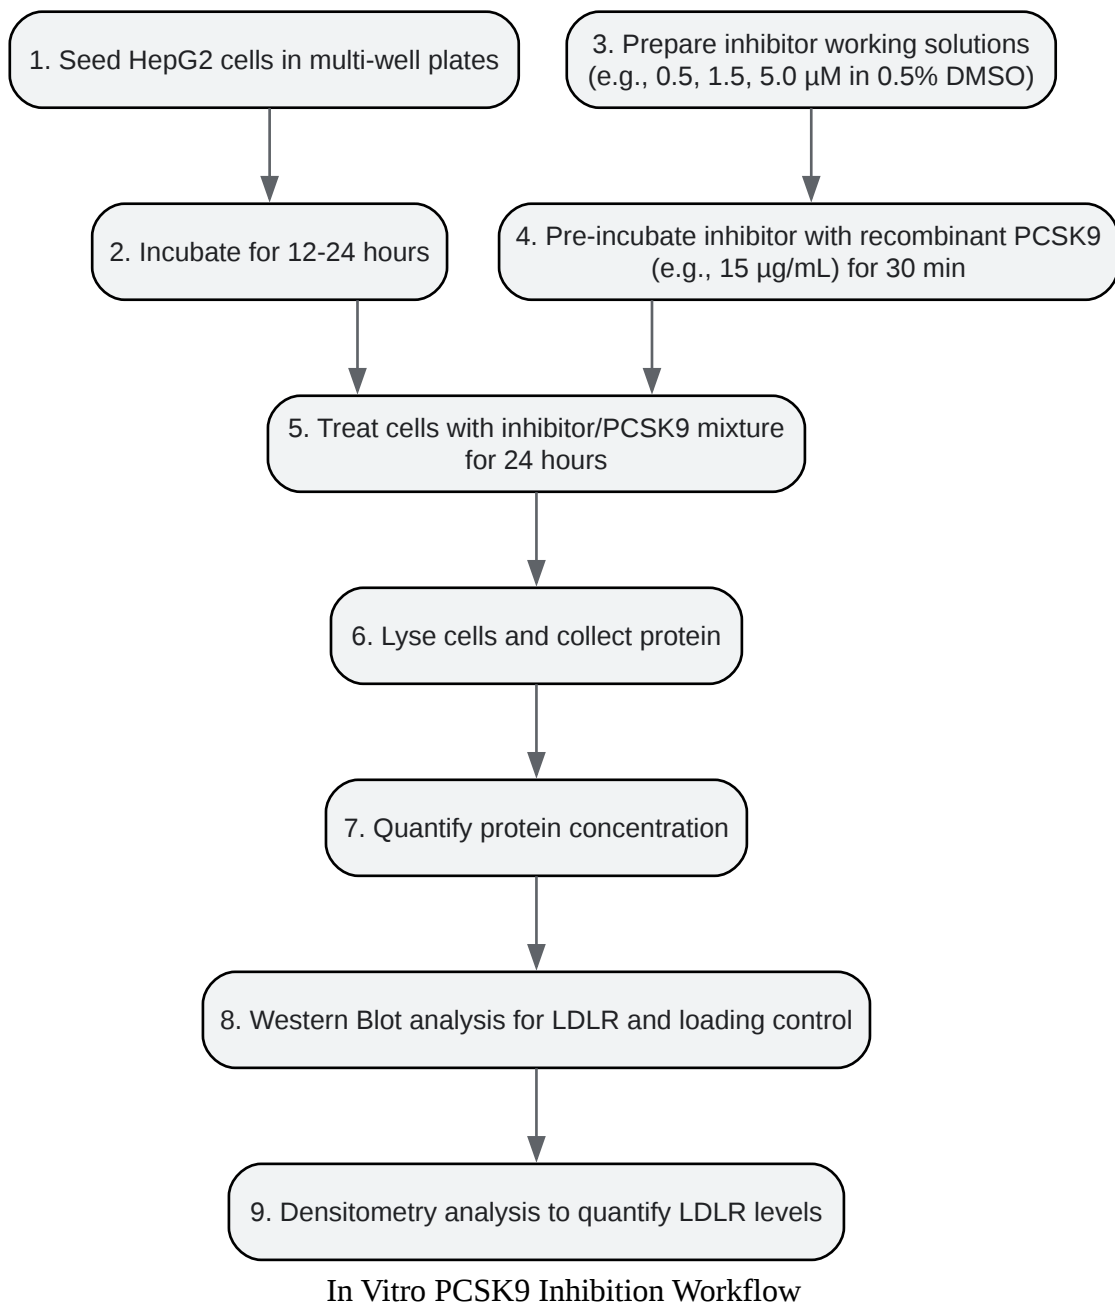 1. Seed HepG2 cells in multi-well plates
3. Prepare inhibitor working solutions
(e.g., 0.5, 1.5, 5.0 µM in 0.5% DMSO)
2. Incubate for 12-24 hours
4. Pre-incubate inhibitor with recombinant PCSK9
(e.g., 15 µg/mL) for 30 min
5. Treat cells with inhibitor/PCSK9 mixture
for 24 hours
6. Lyse cells and collect protein
7. Quantify protein concentration
8. Western Blot analysis for LDLR and loading control
9. Densitometry analysis to quantify LDLR levels
In Vitro PCSK9 Inhibition Workflow